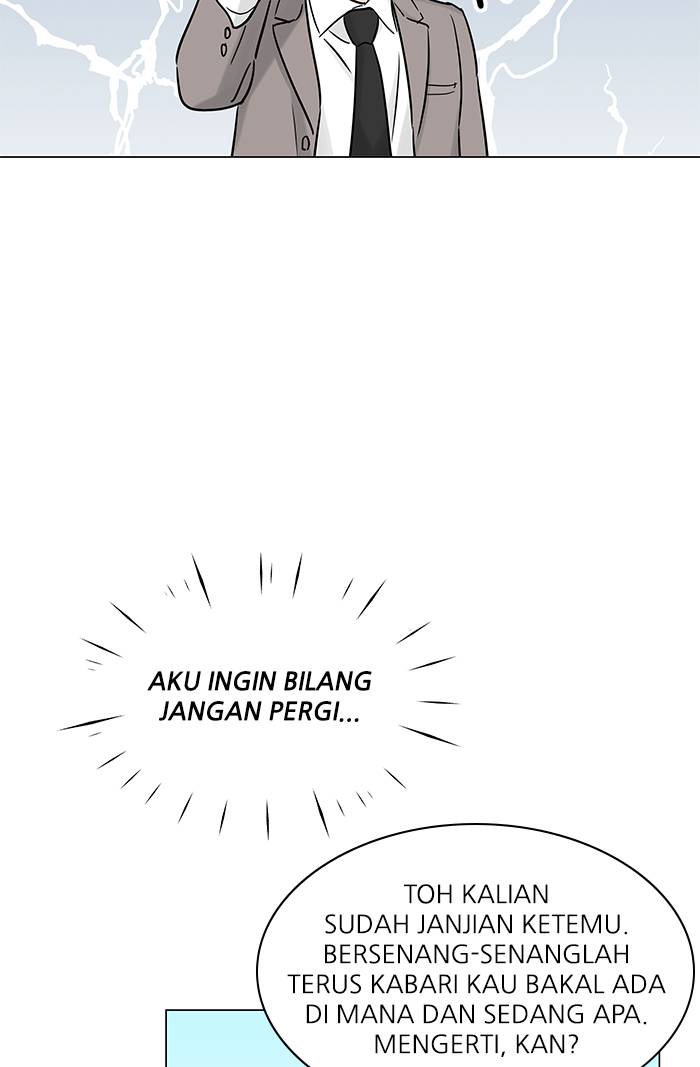 AKU INGIN BILANG
JANGAN PERGI...
TOH KALIAN
SUDAH JANJIAN KETEMU.
BERSENANG-SENANGLAH
TERUS KABARI KAU BAKAL ADA
DI MANA DAN SEDANG APA.
MENGERTI, KAN?